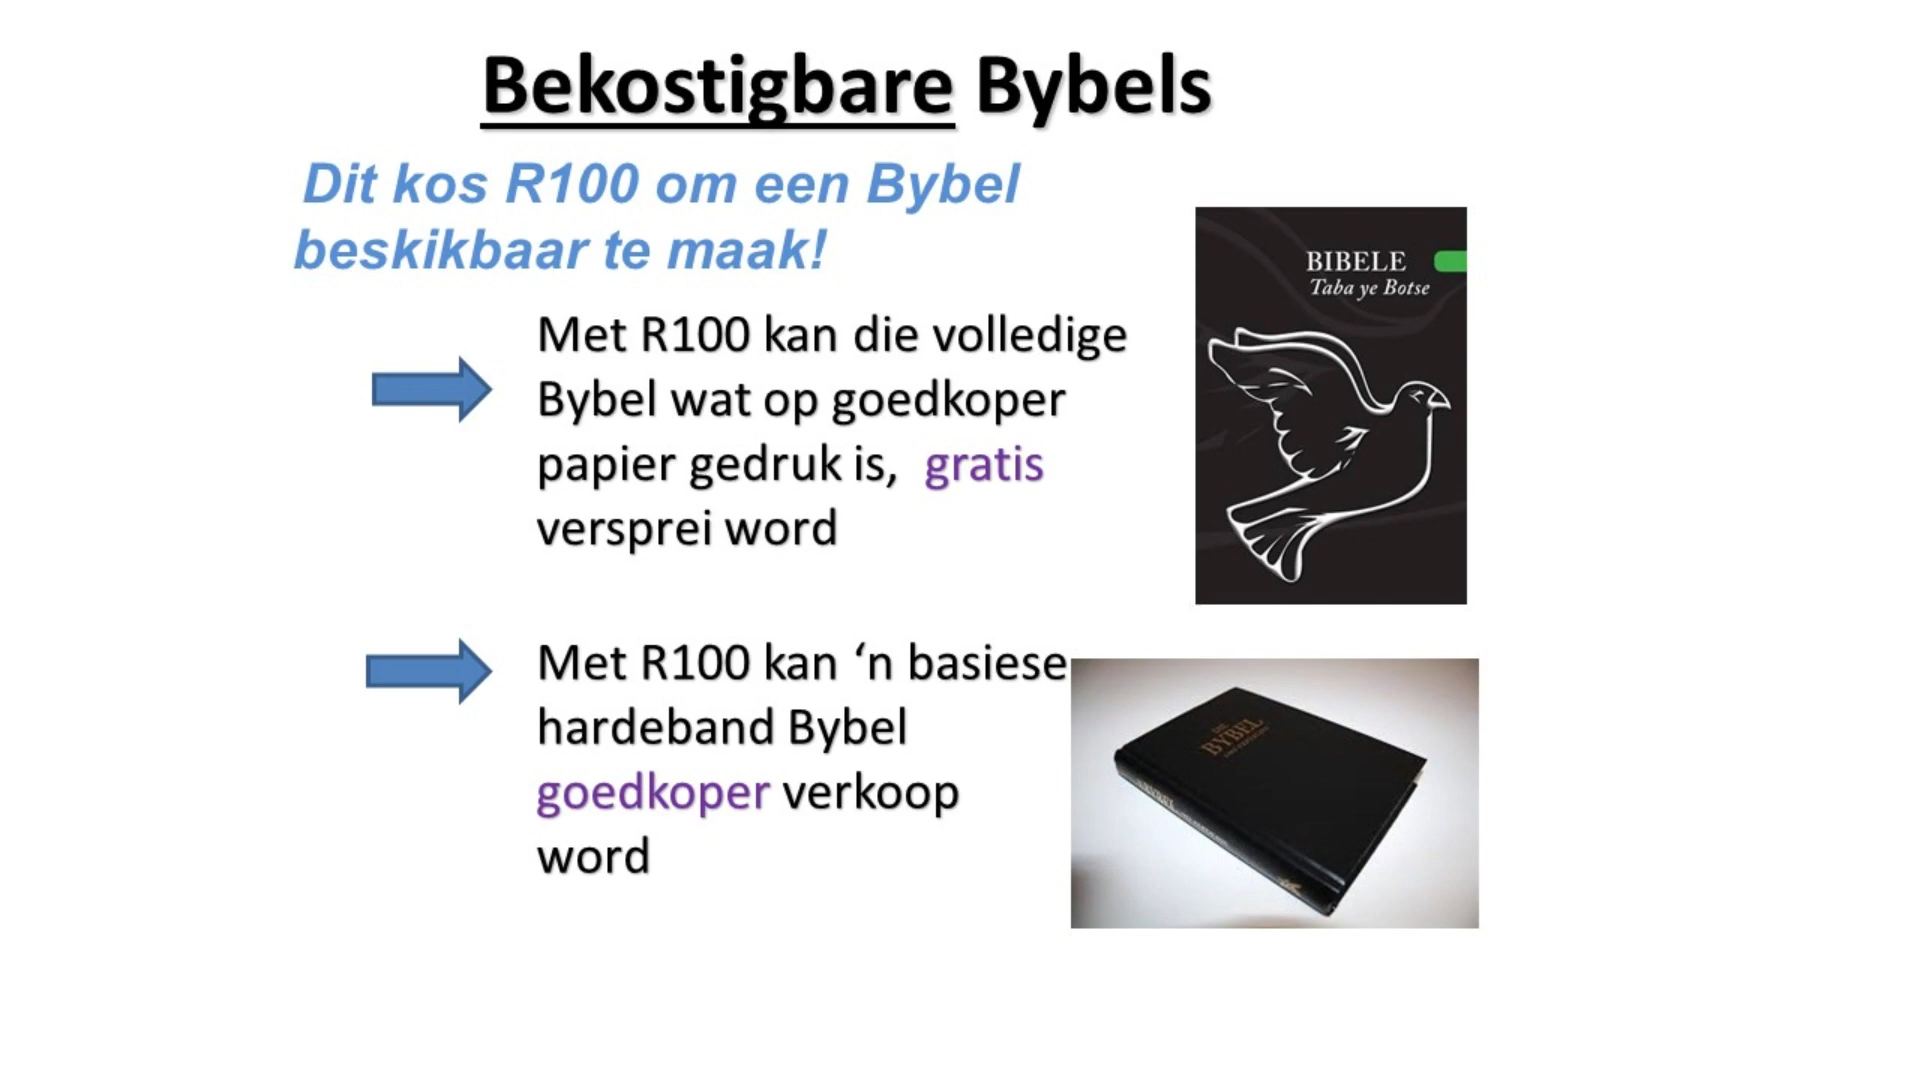 Bekostigbare Bybels
Dit kos R100 om een Bybel
beskikbaar te maak!
Met R100 kan die volledige
Bybel wat op goedkoper
papier gedruk is, gratis
versprei word
BIBELE
Taba ye Botse
Met R100 kan ‘n basiese
hardeband Bybel
goedkoper verkoop
word
BYBEL